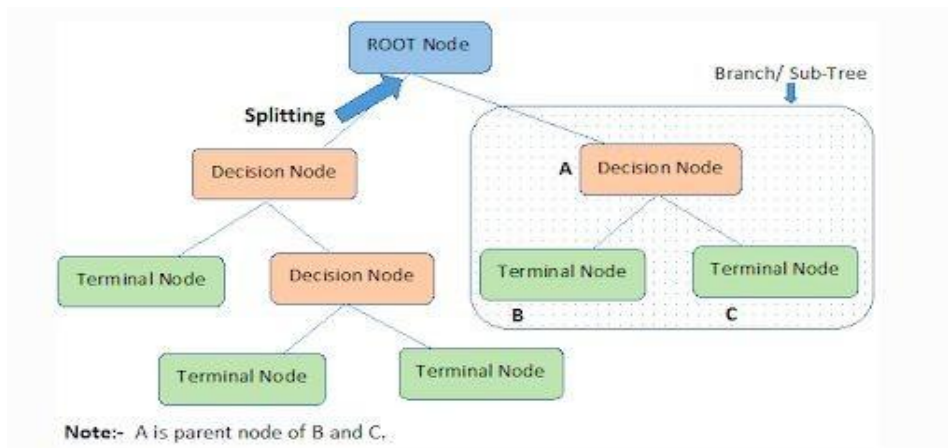 ROOT Node
Branch/ Sub-Tree
Splitting
Decision Node
A
Decision Node
Terminal Node
Decision Node
Terminal Node
Terminal Node
B
C
Terminal Node
Terminal Node
Note:- A is parent node of B and C.